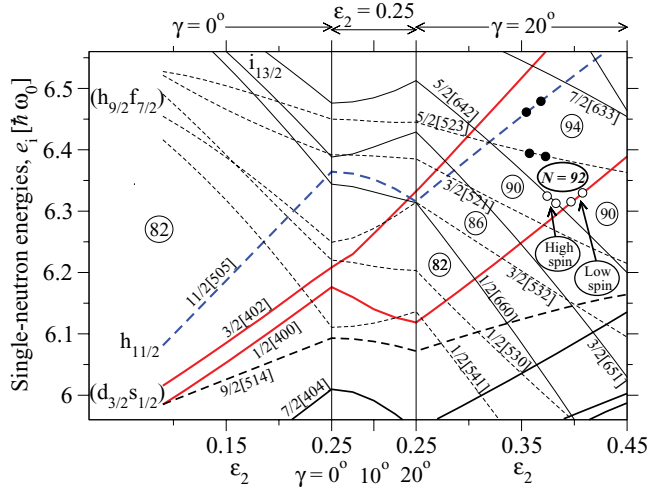 γ = 0° ε₂ = 0.25 γ = 20°
Single-neutron energies, eᵢ [ħ ω₀]
6.5
6.4
6.3
6.2
6.1
6
i₁₃/₂
(h₉/₂f₇/₂)
h₁₁/₂
(d₃/₂s₁/₂)
82
11/2[505]
3/2[402]
1/2[400]
9/2[514]
7/2[404]
5/2[642]
5/2[523]
7/2[633]
94
N = 92
90
90
3/2[521]
86
82
High
spin
Low
spin
3/2[532]
1/2[660]
1/2[530]
1/2[541]
3/2[651]
0.15 0.25 0.25 0.35 0.45
ε₂ γ = 0° 10° 20° ε₂